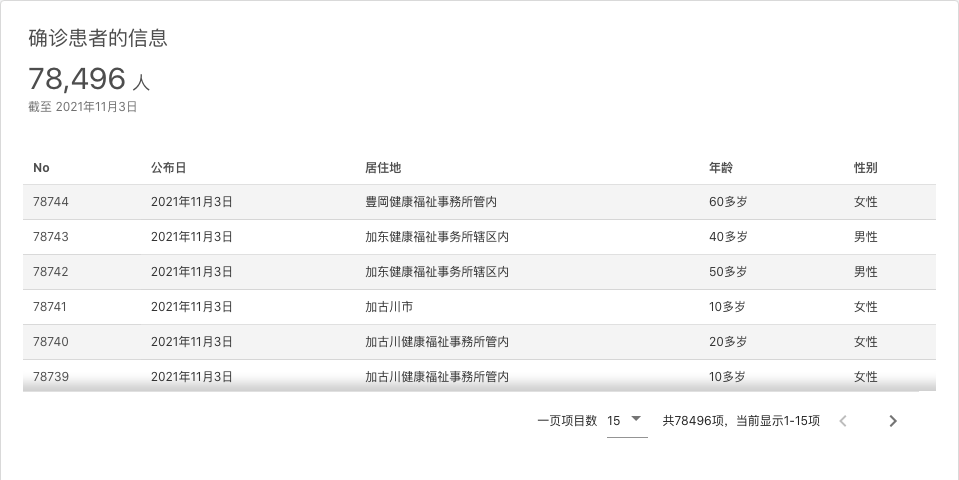 确诊患者的信息
78,496 人
截至 2021年11月3日
No 公布日 居住地 年龄 性别
78744 2021年11月3日 豊岡健康福祉事務所管内 60多岁 女性
78743 2021年11月3日 加东健康福祉事务所辖区内 40多岁 男性
78742 2021年11月3日 加东健康福祉事务所辖区内 50多岁 男性
78741 2021年11月3日 加古川市 10多岁 女性
78740 2021年11月3日 加古川健康福祉事務所管内 20多岁 女性
78739 2021年11月3日 加古川健康福祉事務所管内 10多岁 女性
一页项目数 15 共78496项，当前显示1-15项